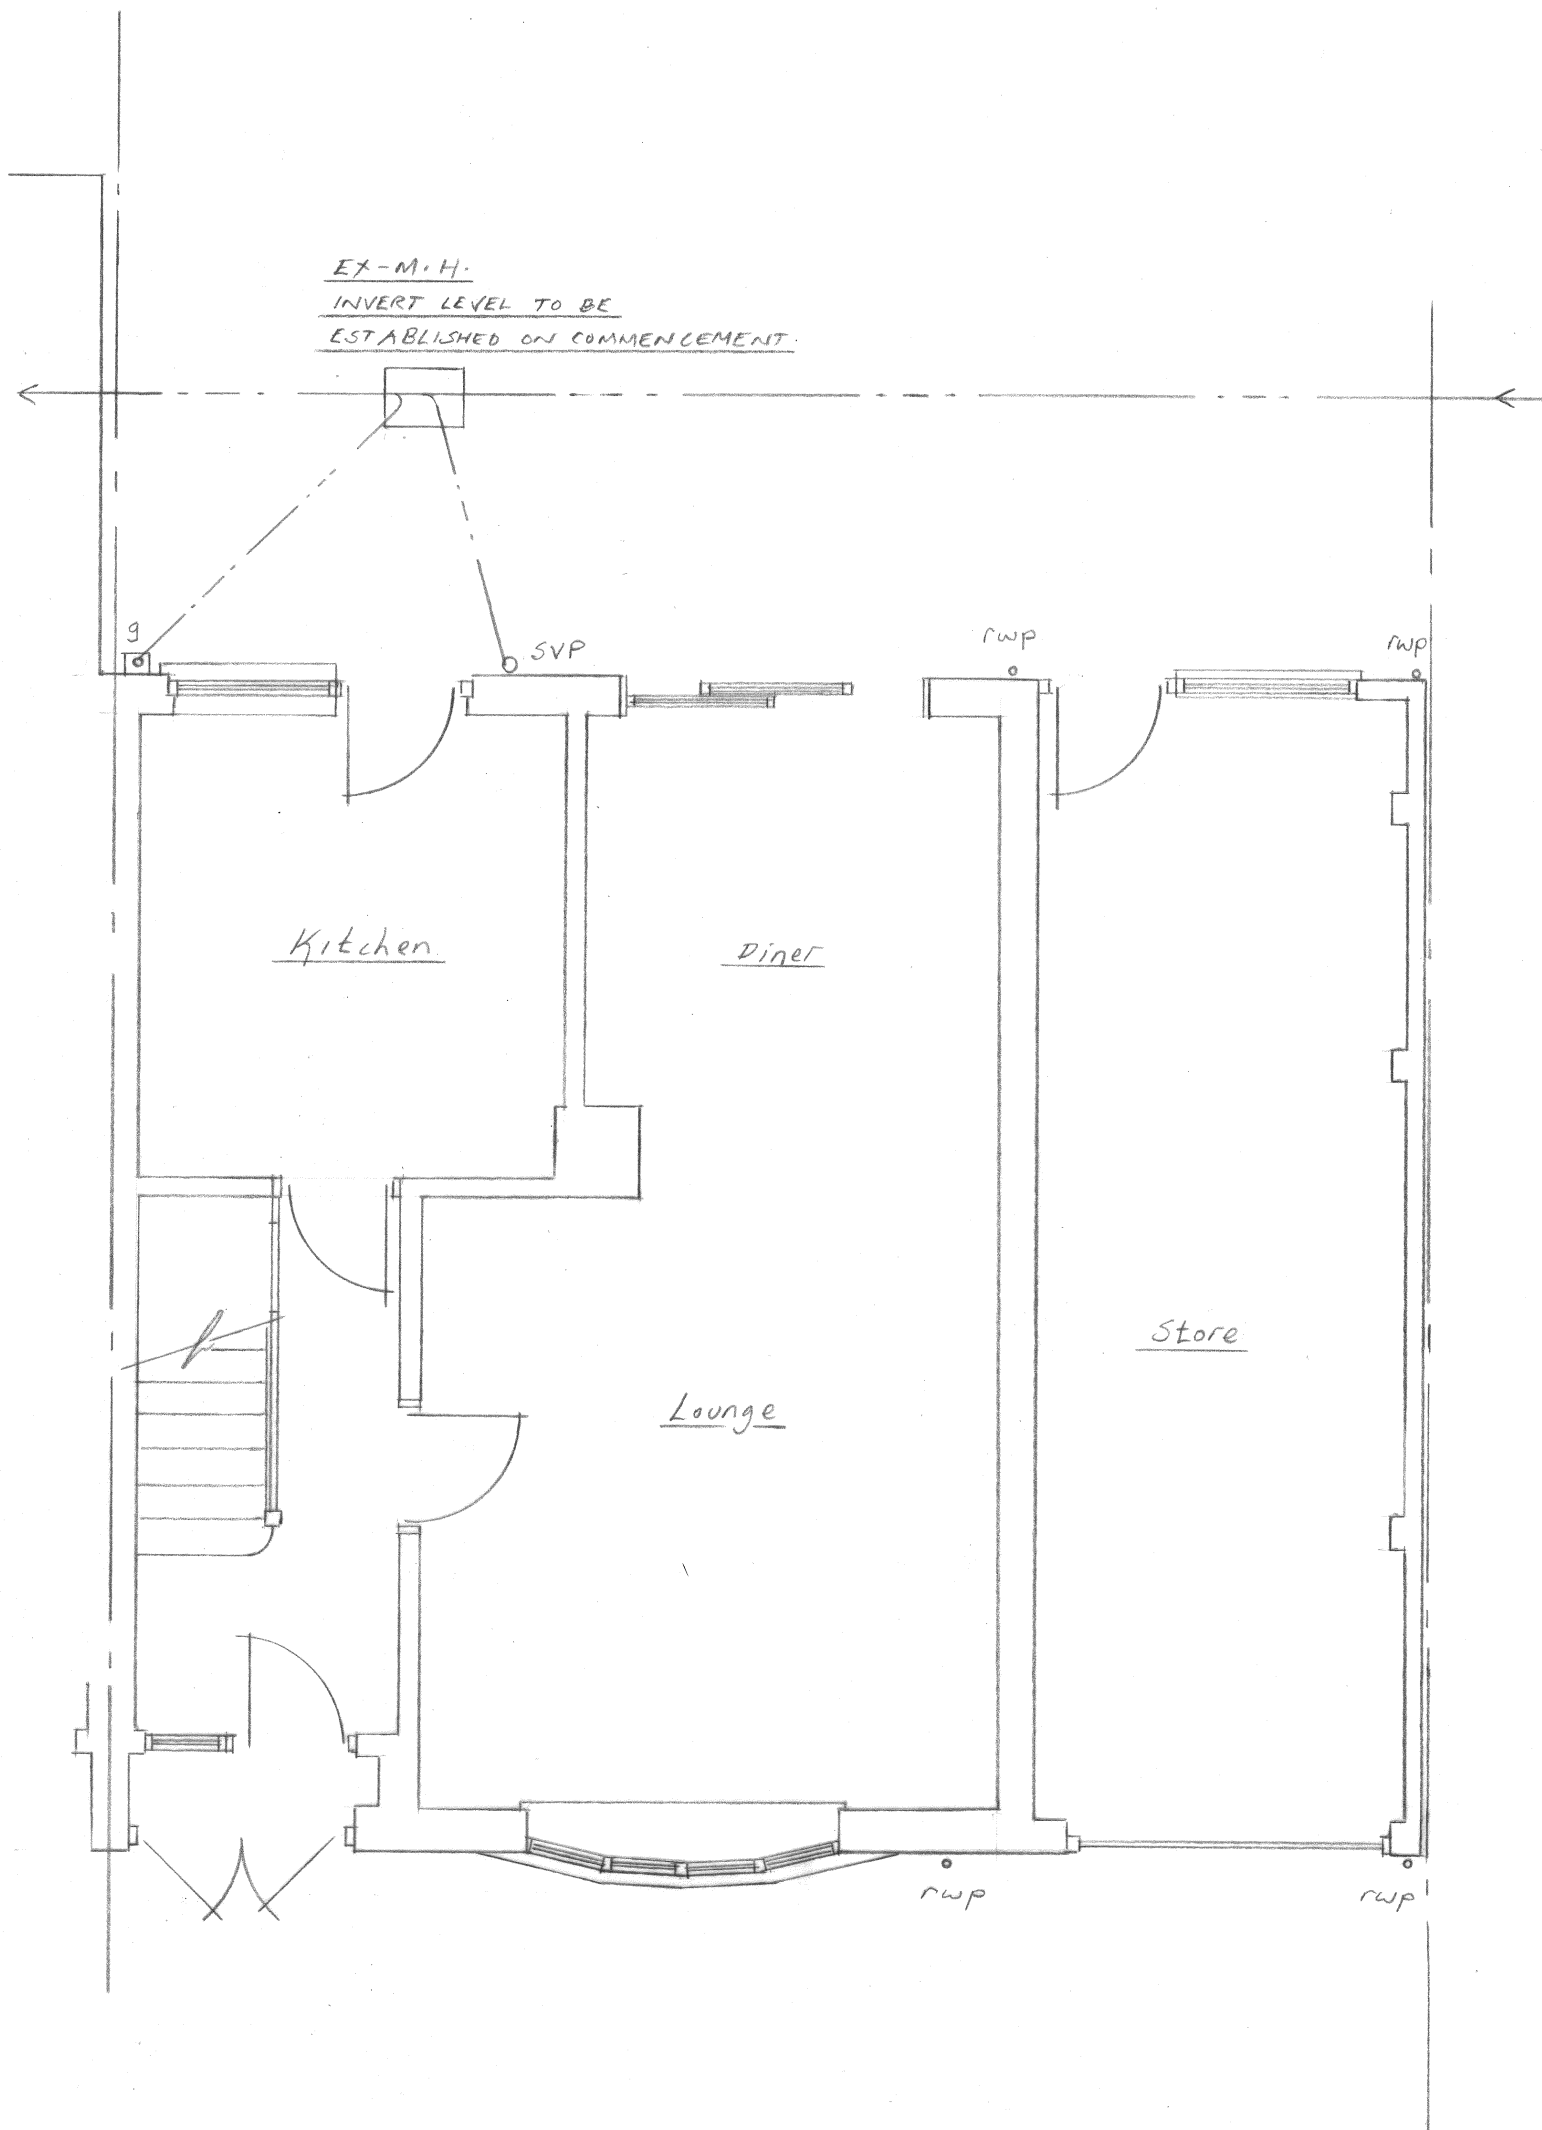 EX-M.H.
INVERT LEVEL TO BE
ESTABLISHED ON COMMENCEMENT.
g
SVP
rwp
rwp
Kitchen
Diner
Store
Lounge
rwp
rwp